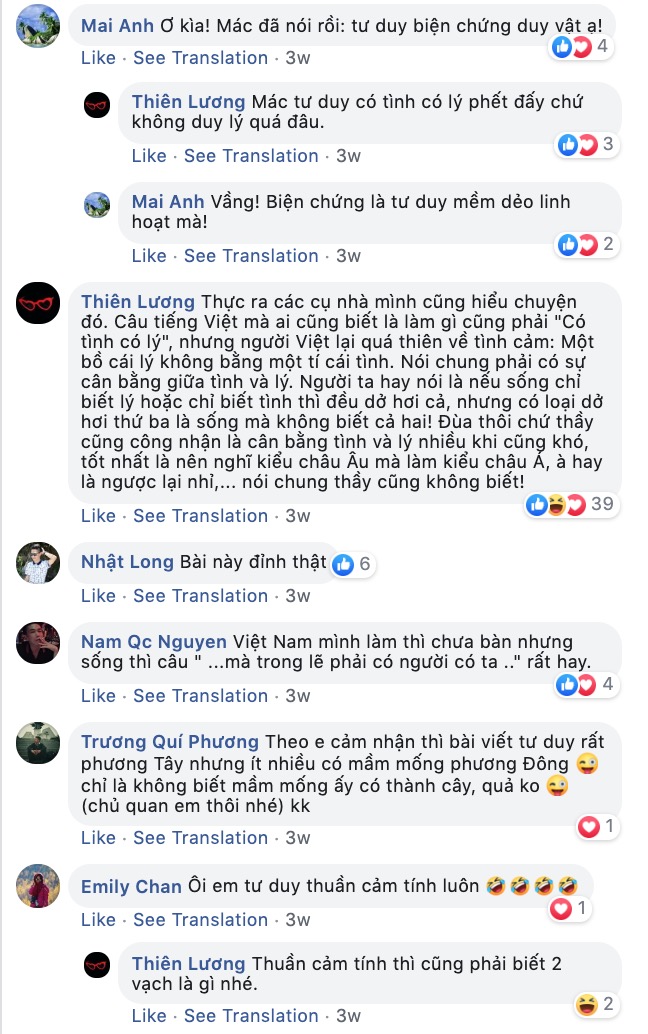 Mai Anh Ơ kìa! Mác đã nói rồi: tư duy biện chứng duy vật ạ!
4
Like · See Translation · 3w
Thiên Lương Mác tư duy có tình có lý phết đấy chứ
không duy lý quá đâu.
3
Like · See Translation · 3w
Mai Anh Vầng! Biện chứng là tư duy mềm dẻo linh
hoạt mà!
2
Like · See Translation · 3w
Thiên Lương Thực ra các cụ nhà mình cũng hiểu chuyện
đó. Câu tiếng Việt mà ai cũng biết là làm gì cũng phải "Có
tình có lý", nhưng người Việt lại quá thiên về tình cảm: Một
bồ cái lý không bằng một tí cái tình. Nói chung phải có sự
cân bằng giữa tình và lý. Người ta hay nói là nếu sống chỉ
biết lý hoặc chỉ biết tình thì đều dở hơi cả, nhưng có loại dở
hơi thứ ba là sống mà không biết cả hai! Đùa thôi chứ thầy
cũng công nhận là cân bằng tình và lý nhiều khi cũng khó,
tốt nhất là nên nghĩ kiểu châu Âu mà làm kiểu châu Á, à hay
là ngược lại nhỉ,... nói chung thầy cũng không biết!
39
Like · See Translation · 3w
Nhật Long Bài này đỉnh thật
6
Like · See Translation · 3w
Nam Qc Nguyen Việt Nam mình làm thì chưa bàn nhưng
sống thì câu " ...mà trong lẽ phải có người có ta .." rất hay.
4
Like · See Translation · 3w
Trương Quí Phương Theo e cảm nhận thì bài viết tư duy rất
phương Tây nhưng ít nhiều có mầm mống phương Đông 😜
chỉ là không biết mầm mống ấy có thành cây, quả ko 😜
(chủ quan em thôi nhé) kk
1
Like · See Translation · 3w
Emily Chan Ôi em tư duy thuần cảm tính luôn 🤣🤣🤣🤣
1
Like · See Translation · 3w
Thiên Lương Thuần cảm tính thì cũng phải biết 2
vạch là gì nhé.
2
Like · See Translation · 3w